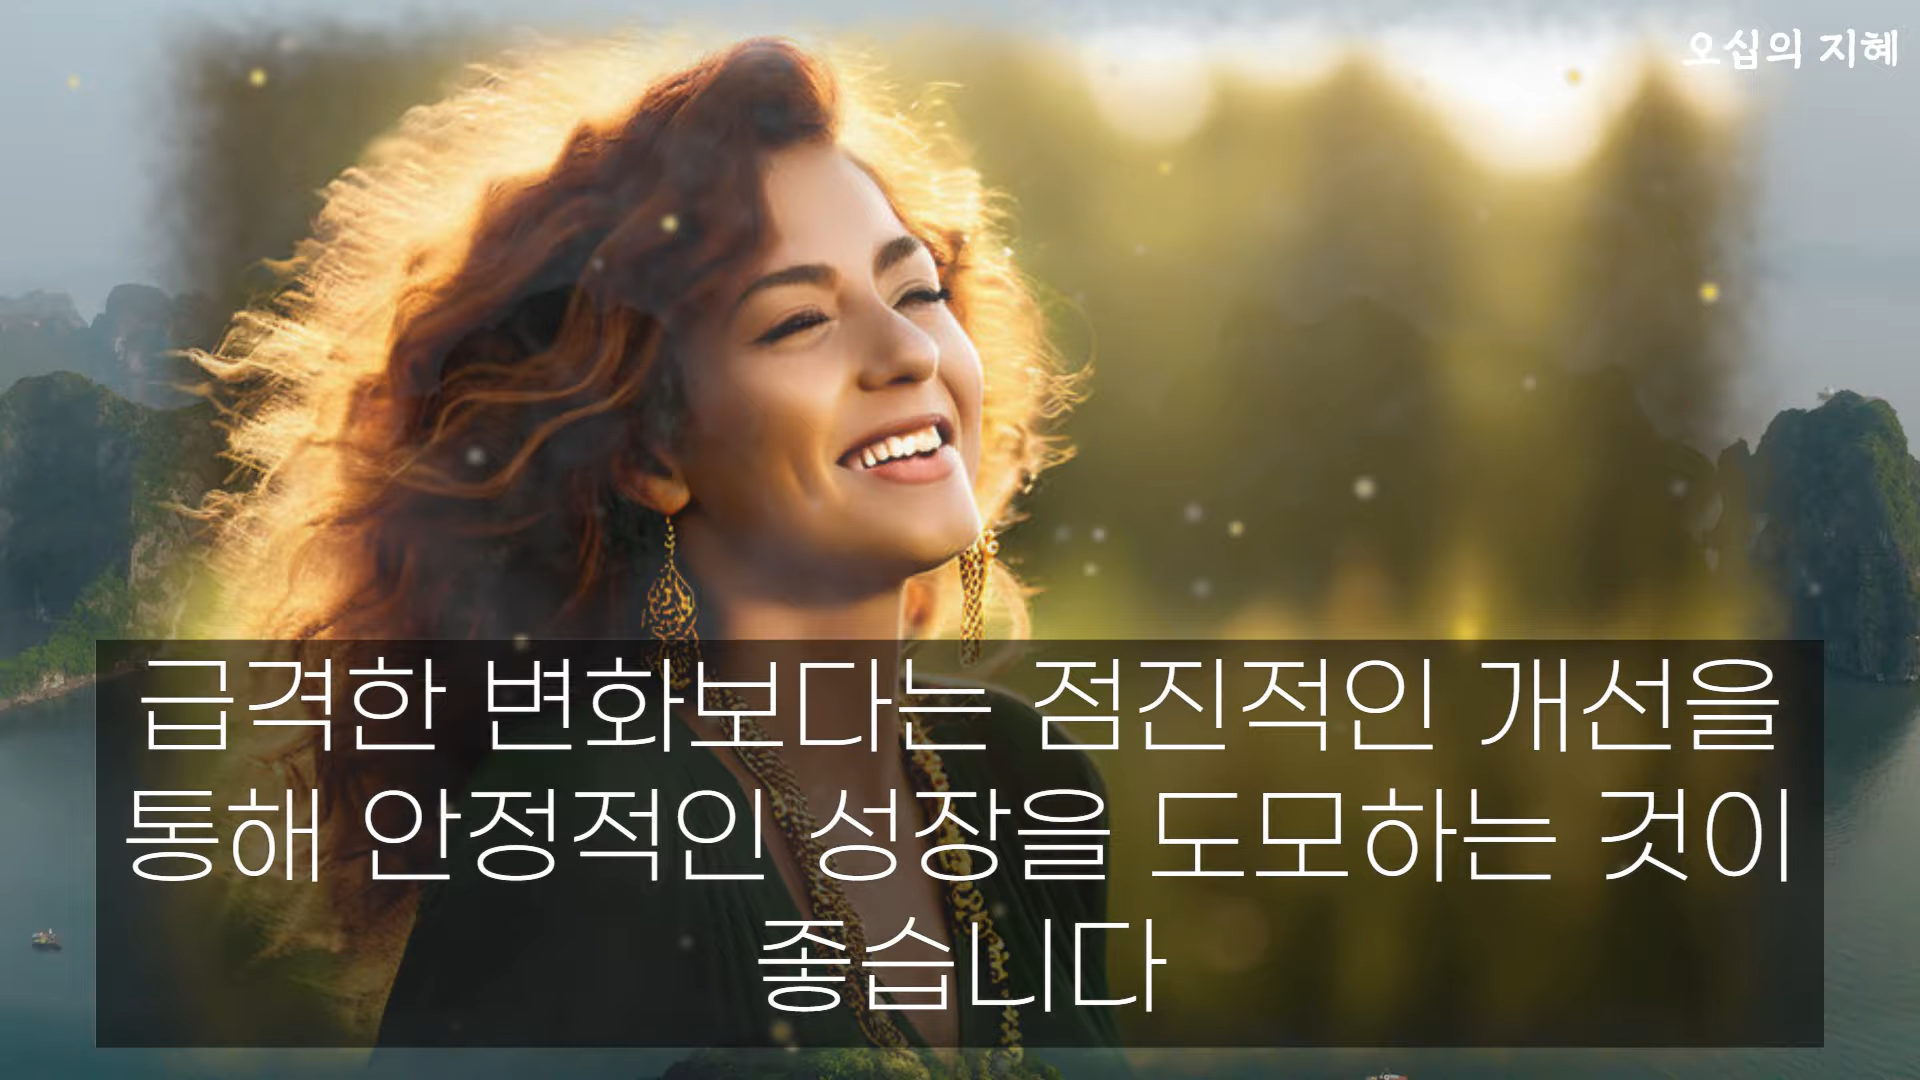 오십의 지혜
급격한 변화보다는 점진적인 개선을
통해 안정적인 성장을 도모하는 것이
좋습니다